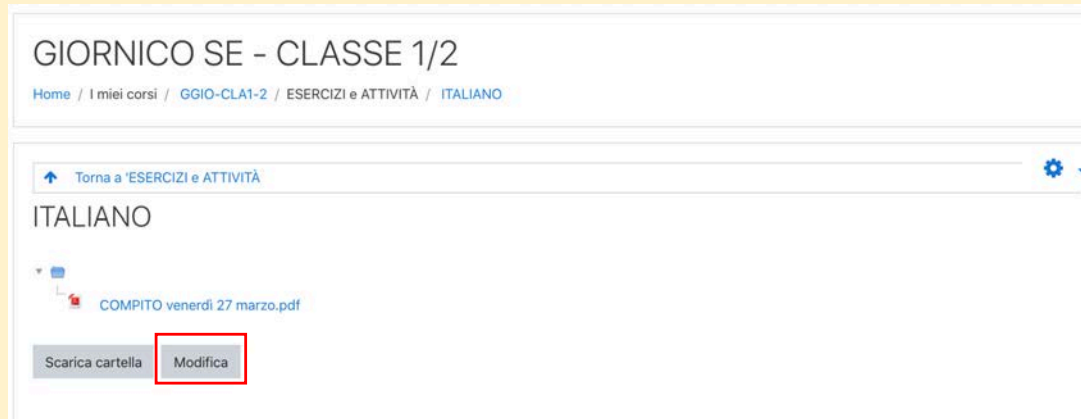 GIORNICO SE - CLASSE 1/2
Home / I miei corsi / GGIO-CLA1-2 / ESERCIZI e ATTIVITÀ / ITALIANO
Torna a 'ESERCIZI e ATTIVITÀ
ITALIANO
COMPITO venerdì 27 marzo.pdf
Scarica cartella Modifica